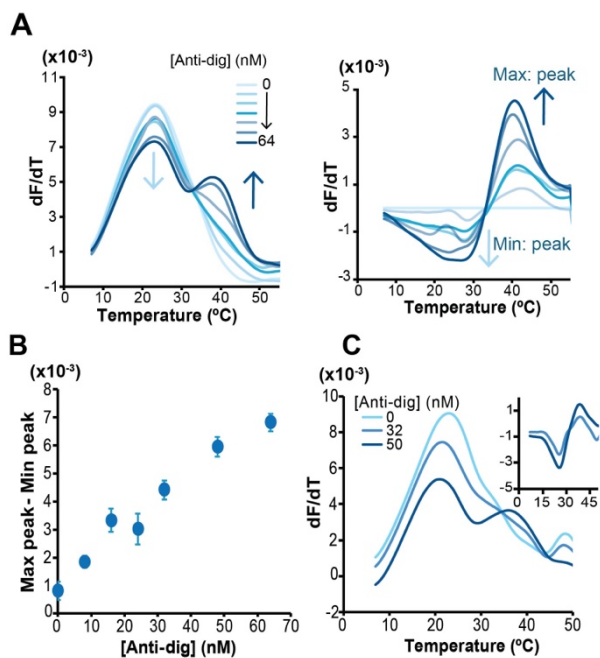 A
(x10⁻³)
[Anti-dig] (nM)
0
64
11
9
7
5
3
1
-1
dF/dT
0 10 20 30 40 50
Temperature (ºC)
(x10⁻³)
Max: peak
Min: peak
5
3
1
-1
-3
dF/dT
0 10 20 30 40 50
Temperature (ºC)
B
(x10⁻³)
8
7
6
5
4
3
2
1
0
Max peak - Min peak
0 10 20 30 40 50 60 70
[Anti-dig] (nM)
C
(x10⁻³)
[Anti-dig] (nM)
0
32
50
10
8
6
4
2
0
-2
dF/dT
0 10 20 30 40 50
Temperature (ºC)
1
-1
-3
-5
0 15 30 45